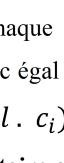 haque
c égal
l . cᵢ)